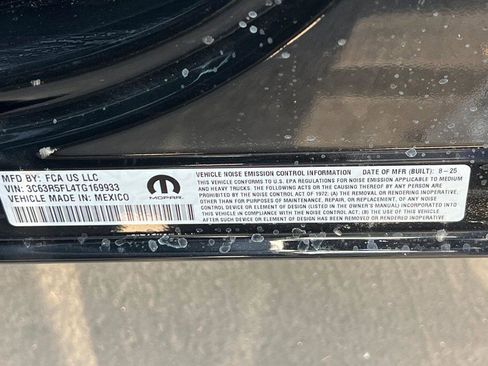 MFD BY: FCA US LLC
VIN: 3C63R5FL4TG169933
VEHICLE MADE IN: MEXICO
MOPAR
VEHICLE NOISE EMISSION CONTROL INFORMATION DATE OF MFR (BUILT): 8-25
THIS VEHICLE CONFORMS TO U.S. EPA REGULATIONS FOR NOISE EMISSION APPLICABLE TO MEDIUM
AND HEAVY TRUCKS. THE FOLLOWING ACTS OR THE CAUSING THEREOF BY ANY PERSON ARE
PROHIBITED BY THE NOISE CONTROL ACT OF 1972. (A) THE REMOVAL OR RENDERING INOPERATIVE,
OTHER THAN FOR PURPOSES OF MAINTENANCE, REPAIR, OR REPLACEMENT, OF ANY NOISE
CONTROL DEVICE OR ELEMENT OF DESIGN (LISTED IN THE OWNER'S MANUAL) INCORPORATED INTO
ANY VEHICLE IN COMPLIANCE WITH THE NOISE CONTROL ACT; (B) THE USE OF THE VEHICLE
AFTER SUCH DEVICE OR ELEMENT OF DESIGN HAS BEEN REMOVED OR RENDERED INOPERATIVE